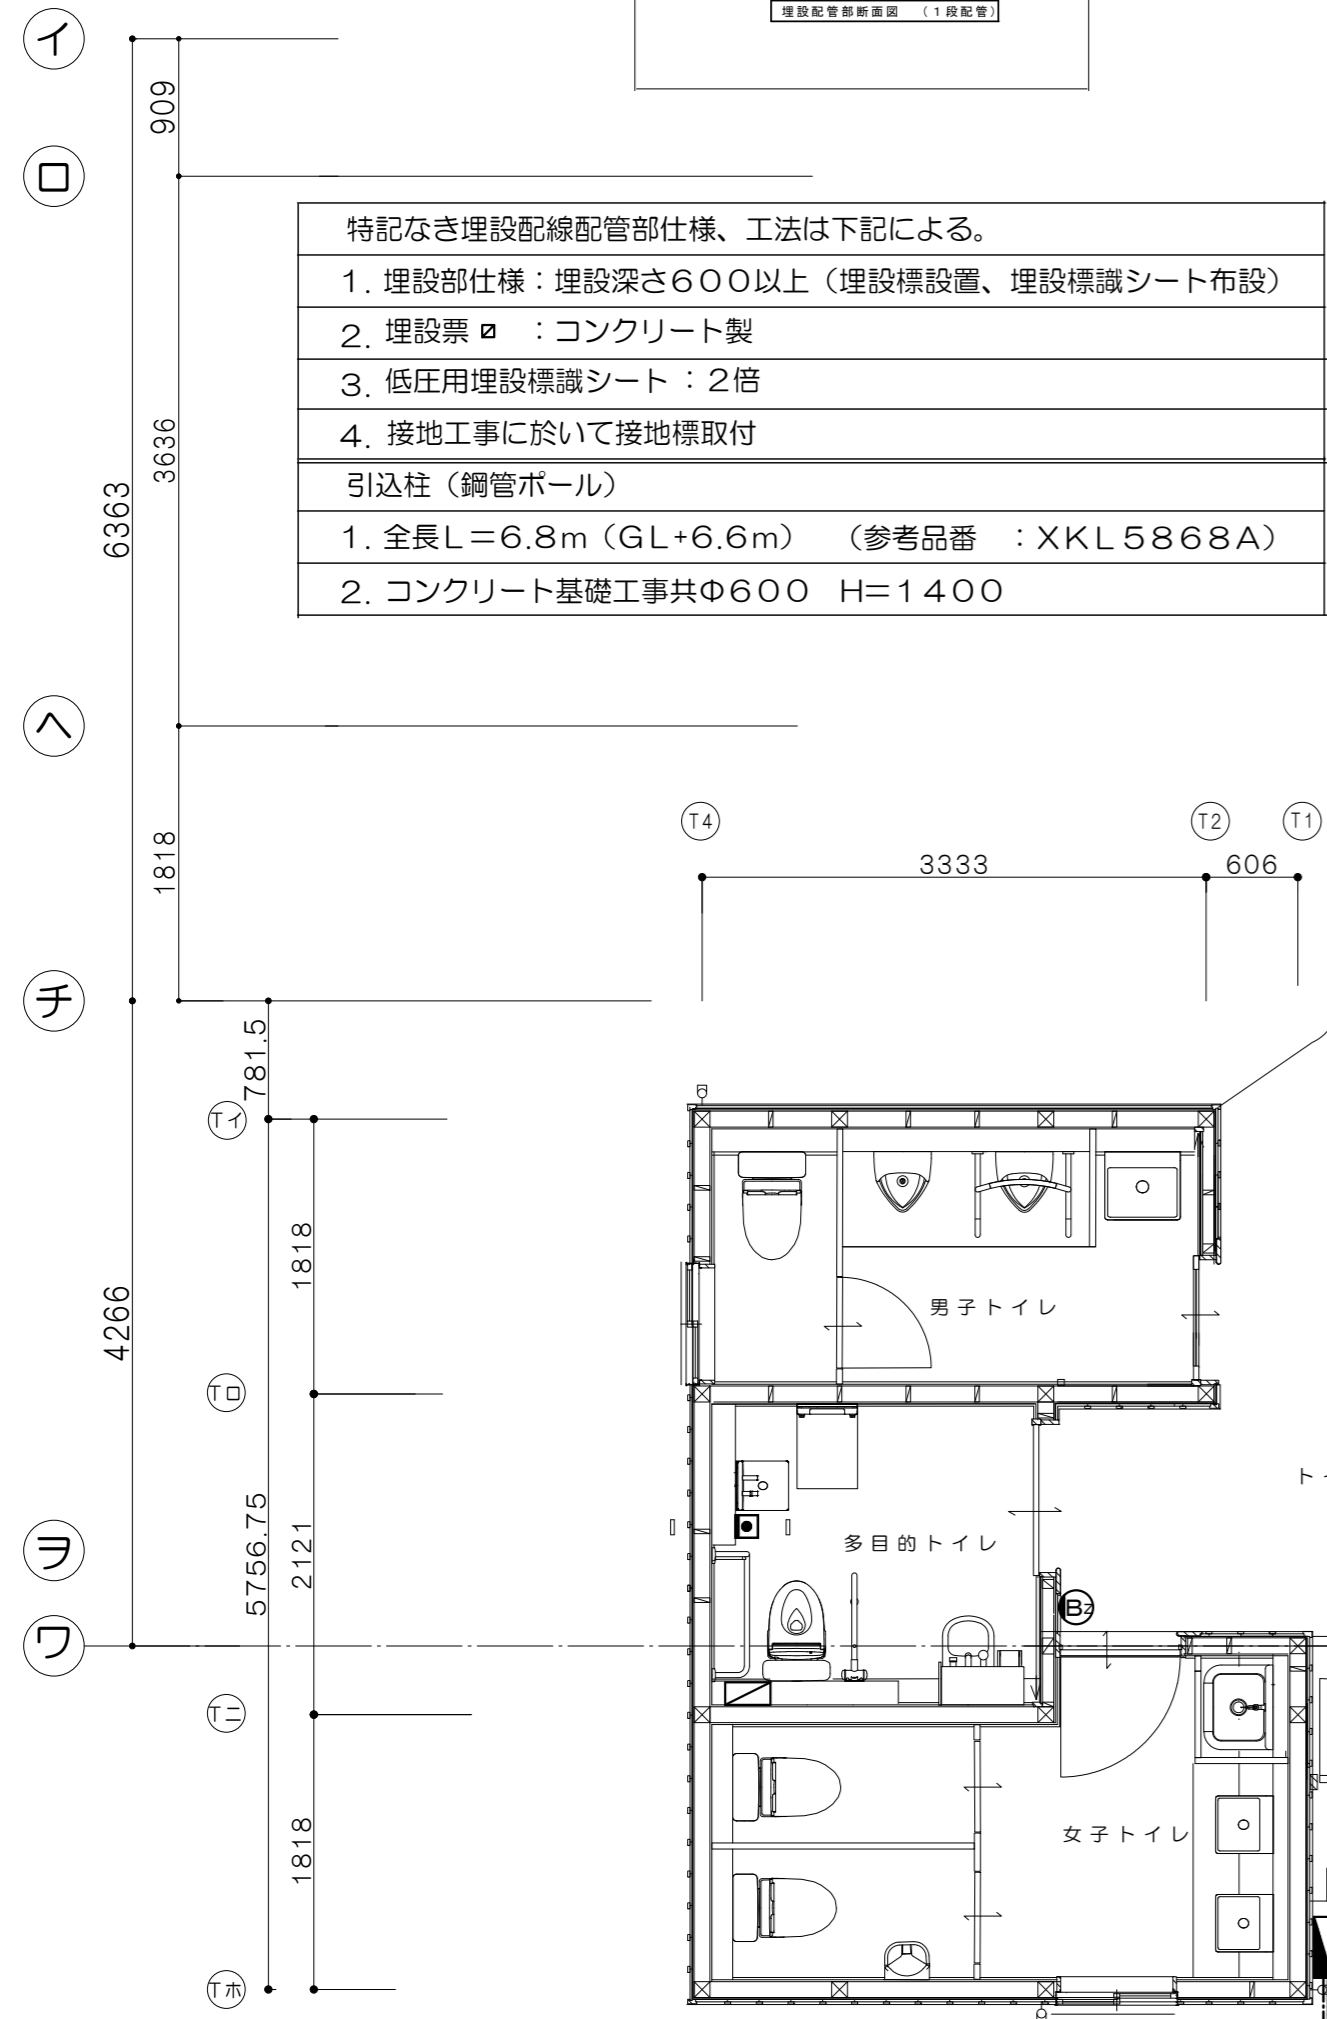 埋設配管部断面図 （１段配管）
イ
909
ロ
特記なき埋設配線配管部仕様、工法は下記による。
1. 埋設部仕様：埋設深さ６００以上（埋設標設置、埋設標識シート布設）
2. 埋設票 ：コンクリート製
3. 低圧用埋設標識シート：２倍
4. 接地工事に於いて接地標取付
引込柱（鋼管ポール）
1. 全長Ｌ＝6.8ｍ（GL+6.6ｍ） （参考品番 ：ＸＫＬ５８６８Ａ）
2. コンクリート基礎工事共Φ６００ Ｈ＝１４００
3636
6363
ヘ
1818
T4
T2
T1
3333
606
チ
781.5
Tイ
1818
4266
男子トイレ
Tロ
5756.75
2121
ヲ
多目的トイレ
Bz
ワ
Tニ
1818
女子トイレ
Tホ